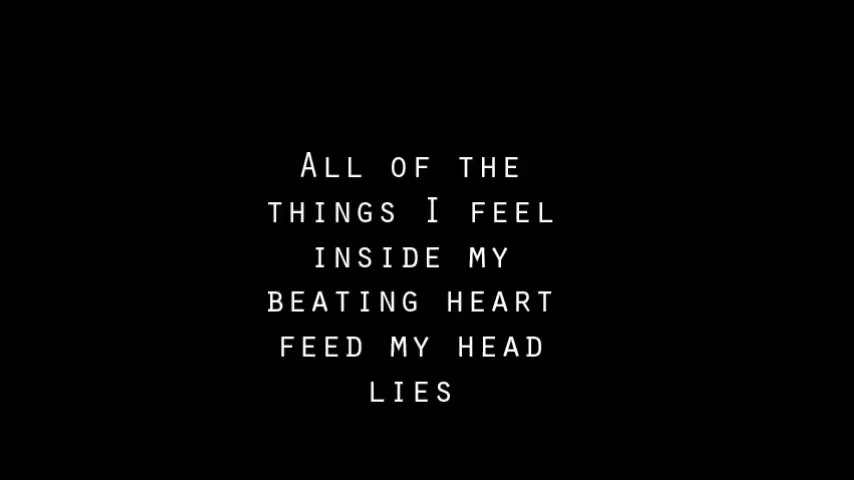 All of the
things I feel
inside my
beating heart
feed my head
lies